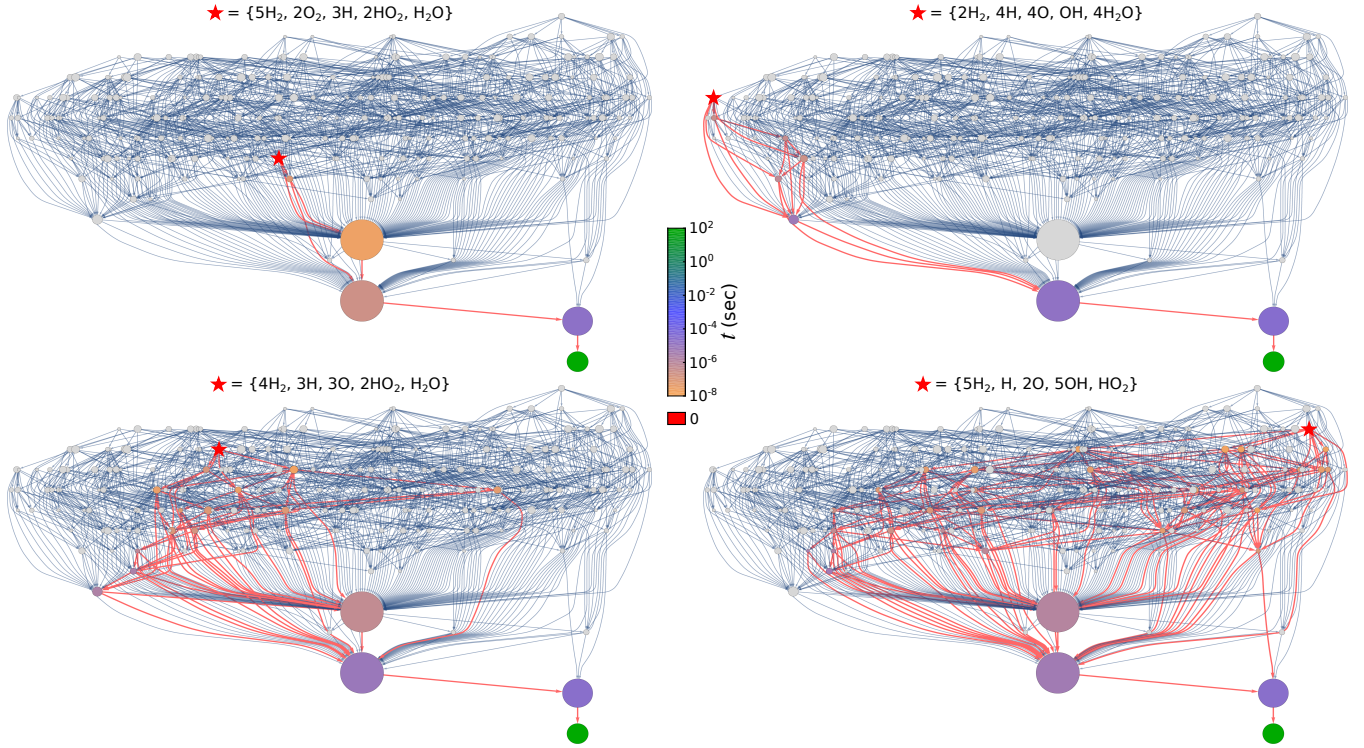 ★ = {5H₂, 2O₂, 3H, 2HO₂, H₂O}
★ = {2H₂, 4H, 4O, OH, 4H₂O}
10²
10⁰
10⁻²
10⁻⁴
10⁻⁶
10⁻⁸
0
t (sec)
★ = {4H₂, 3H, 3O, 2HO₂, H₂O}
★ = {5H₂, H, 2O, 5OH, HO₂}